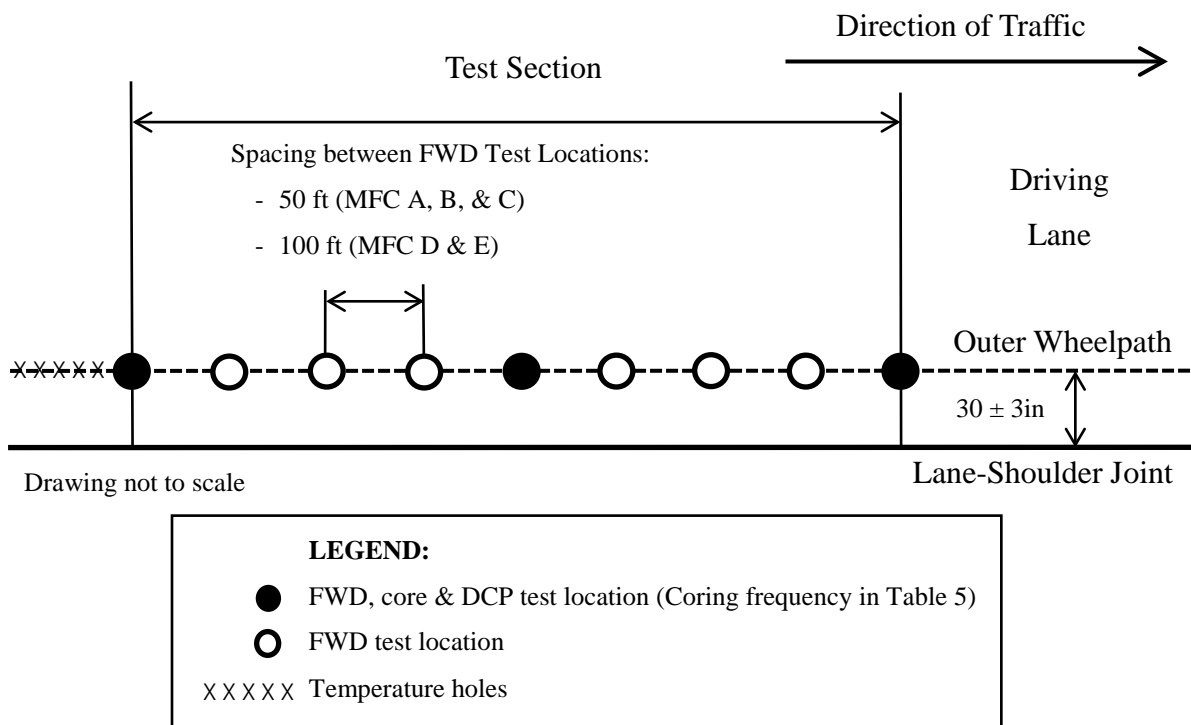 Direction of Traffic
Test Section
Spacing between FWD Test Locations:
- 50 ft (MFC A, B, & C)
- 100 ft (MFC D & E)
Driving
Lane
Outer Wheelpath
X X X X X
30 ± 3in
Lane-Shoulder Joint
Drawing not to scale
LEGEND:
FWD, core & DCP test location (Coring frequency in Table 5)
FWD test location
X X X X X Temperature holes